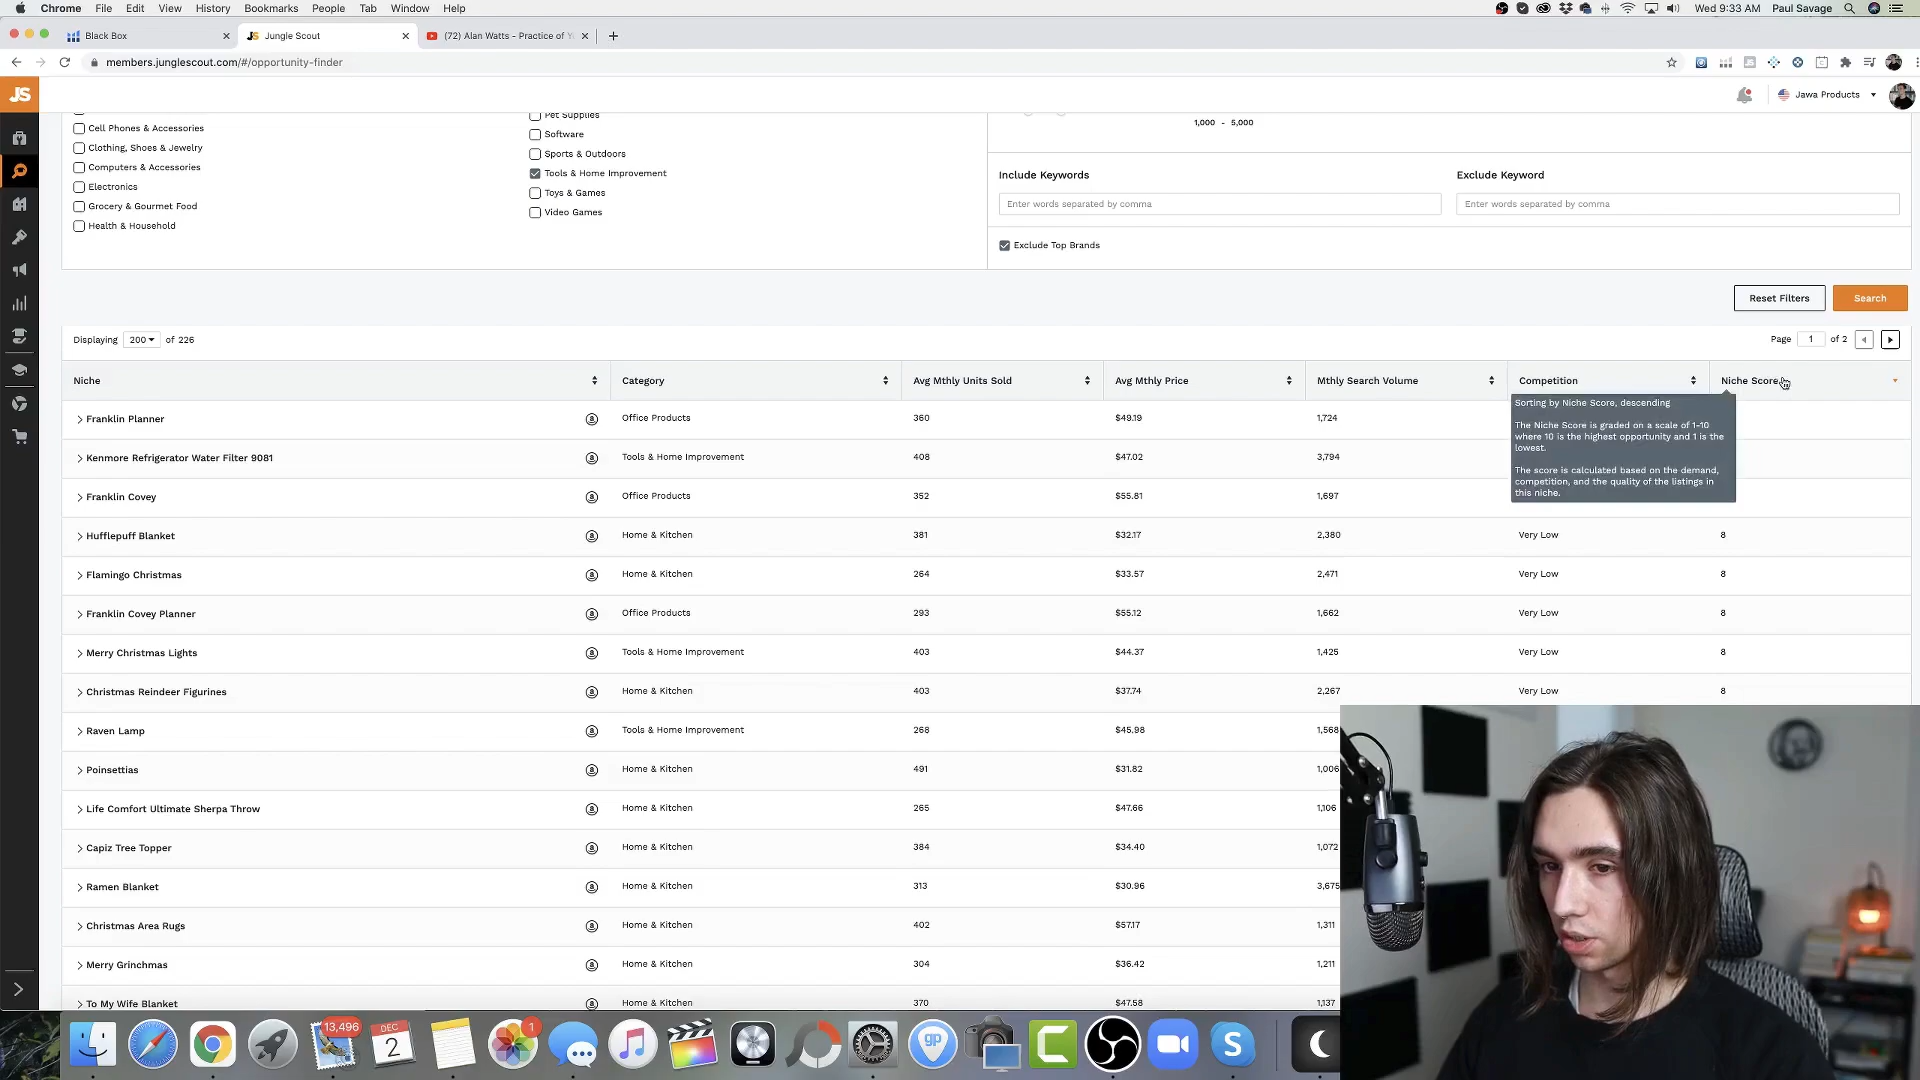 Chrome File Edit View History Bookmarks People Tab Window Help
Wed 9:33 AM Paul Savage
Black Box
Jungle Scout
(72) Alan Watts - Practice of
members.junglescout.com/#/opportunity-finder
JS
Jawa Products
Cell Phones & Accessories
Clothing, Shoes & Jewelry
Computers & Accessories
Electronics
Grocery & Gourmet Food
Health & Household
Pet Supplies
Software
Sports & Outdoors
Tools & Home Improvement
Toys & Games
Video Games
1,000 - 5,000
Include Keywords
Exclude Keyword
Enter words separated by comma
Enter words separated by comma
Exclude Top Brands
Reset Filters
Search
Displaying 200 of 226
Page 1 of 2
Niche Category Avg Mthly Units Sold Avg Mthly Price Mthly Search Volume Competition Niche Score
Sorting by Niche Score, descending
The Niche Score is graded on a scale of 1-10
where 10 is the highest opportunity and 1 is the
lowest.
The score is calculated based on the demand,
competition, and the quality of the listings in
this niche.
Franklin Planner Office Products 360 $49.19 1,724
Kenmore Refrigerator Water Filter 9081 Tools & Home Improvement 408 $47.02 3,794
Franklin Covey Office Products 352 $55.81 1,697
Hufflepuff Blanket Home & Kitchen 381 $32.17 2,380 Very Low 8
Flamingo Christmas Home & Kitchen 264 $33.57 2,471 Very Low 8
Franklin Covey Planner Office Products 293 $55.12 1,662 Very Low 8
Merry Christmas Lights Tools & Home Improvement 403 $44.37 1,425 Very Low 8
Christmas Reindeer Figurines Home & Kitchen 403 $37.74 2,267 Very Low 8
Raven Lamp Tools & Home Improvement 268 $45.98 1,568
Poinsettias Home & Kitchen 491 $31.82 1,006
Life Comfort Ultimate Sherpa Throw Home & Kitchen 265 $47.66 1,106
Capiz Tree Topper Home & Kitchen 384 $34.40 1,072
Ramen Blanket Home & Kitchen 313 $30.96 3,675
Christmas Area Rugs Home & Kitchen 402 $57.17 1,311
Merry Grinchmas Home & Kitchen 304 $36.42 1,211
To My Wife Blanket Home & Kitchen 370 $47.58 1,137
13,496
DEC
2
1
gp
C
S